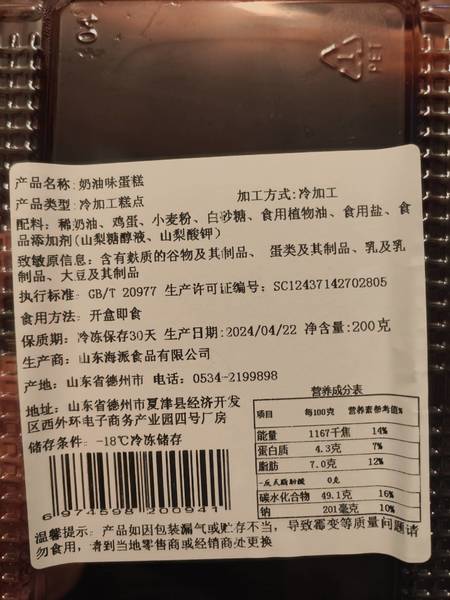 04
1
PET
产品名称:奶油味蛋糕
产品类型:冷加工糕点 加工方式:冷加工
配料: 稀奶油、鸡蛋、小麦粉、白砂糖、食用植物油、食用盐、食
品添加剂(山梨糖醇液、山梨酸钾)
致敏原信息:含有麸质的谷物及其制品、 蛋类及其制品、乳及乳
制品、大豆及其制品
执行标准: GB/T 20977 生产许可证编号: SC12437142702805
食用方法: 开盒即食
保质期: 冷冻保存30天 生产日期:2024/04/22 净含量:200克
生产商: 山东海派食品有限公司
产地: 山东省德州市 电话: 0534-2199898
地址: 山东省德州市夏津县经济开发
区西外环电子商务产业园四号厂房
储存条件: -18℃冷冻储存
6 974598 200941
营养成分表
项目 每100克 营养素参考值%
能量 1167千焦 14%
蛋白质 4.3克 7%
脂肪 7.0克 12%
-反式脂肪酸 0克
碳水化合物 49.1克 16%
钠 201毫克 10%
温馨提示: 产品如因包装漏气或贮存不当, 导致霉变等质量问题请
勿食用, 请到当地零售商或经销商处更换